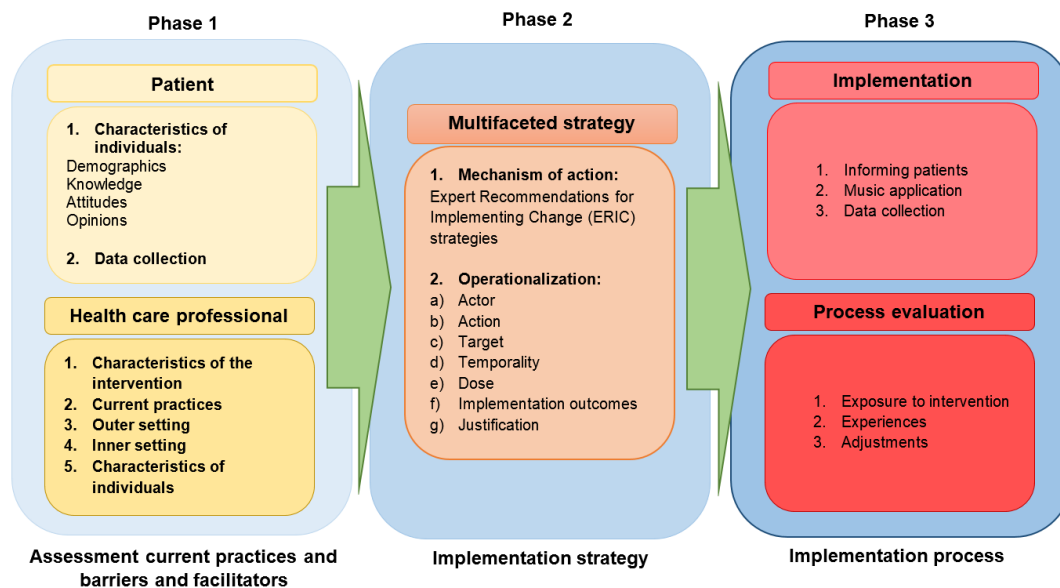 Phase 1
Patient
1. Characteristics of
individuals:
Demographics
Knowledge
Attitudes
Opinions
2. Data collection
Health care professional
1. Characteristics of the
intervention
2. Current practices
3. Outer setting
4. Inner setting
5. Characteristics of
individuals
Assessment current practices and
barriers and facilitators
Phase 2
Multifaceted strategy
1. Mechanism of action:
Expert Recommendations for
Implementing Change (ERIC)
strategies
2. Operationalization:
a) Actor
b) Action
c) Target
d) Temporality
e) Dose
f) Implementation outcomes
g) Justification
Implementation strategy
Phase 3
Implementation
1. Informing patients
2. Music application
3. Data collection
Process evaluation
1. Exposure to intervention
2. Experiences
3. Adjustments
Implementation process